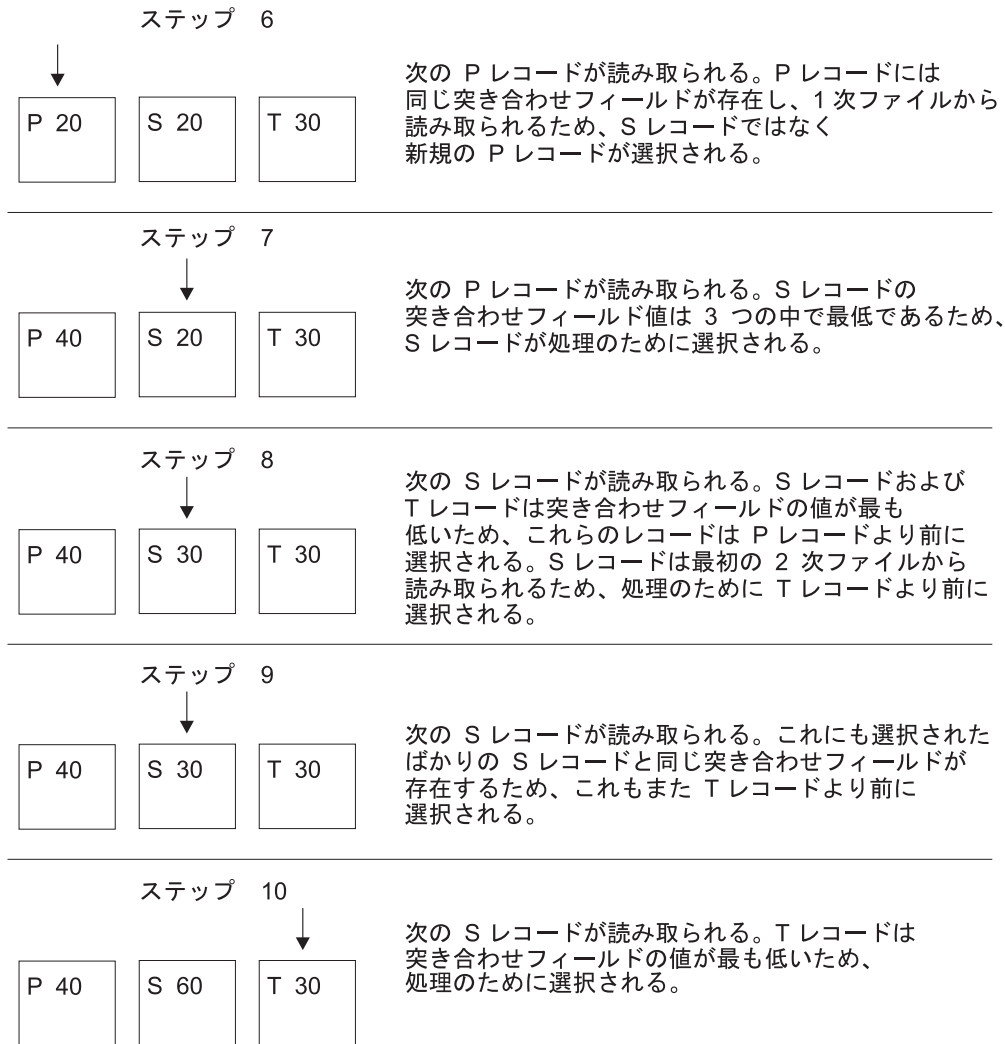 ステップ 6
次の P レコードが読み取られる。P レコードには
同じ突き合わせフィールドが存在し、1 次ファイルから
読み取られるため、S レコードではなく
新規の P レコードが選択される。
P 20 S 20 T 30
ステップ 7
次の P レコードが読み取られる。S レコードの
突き合わせフィールド値は 3 つの中で最低であるため、
S レコードが処理のために選択される。
P 40 S 20 T 30
ステップ 8
次の S レコードが読み取られる。S レコードおよび
T レコードは突き合わせフィールドの値が最も
低いため、これらのレコードは P レコードより前に
選択される。S レコードは最初の 2 次ファイルから
読み取られるため、処理のために T レコードより前に
選択される。
P 40 S 30 T 30
ステップ 9
次の S レコードが読み取られる。これにも選択された
ばかりの S レコードと同じ突き合わせフィールドが
存在するため、これもまた T レコードより前に
選択される。
P 40 S 30 T 30
ステップ 10
次の S レコードが読み取られる。T レコードは
突き合わせフィールドの値が最も低いため、
処理のために選択される。
P 40 S 60 T 30